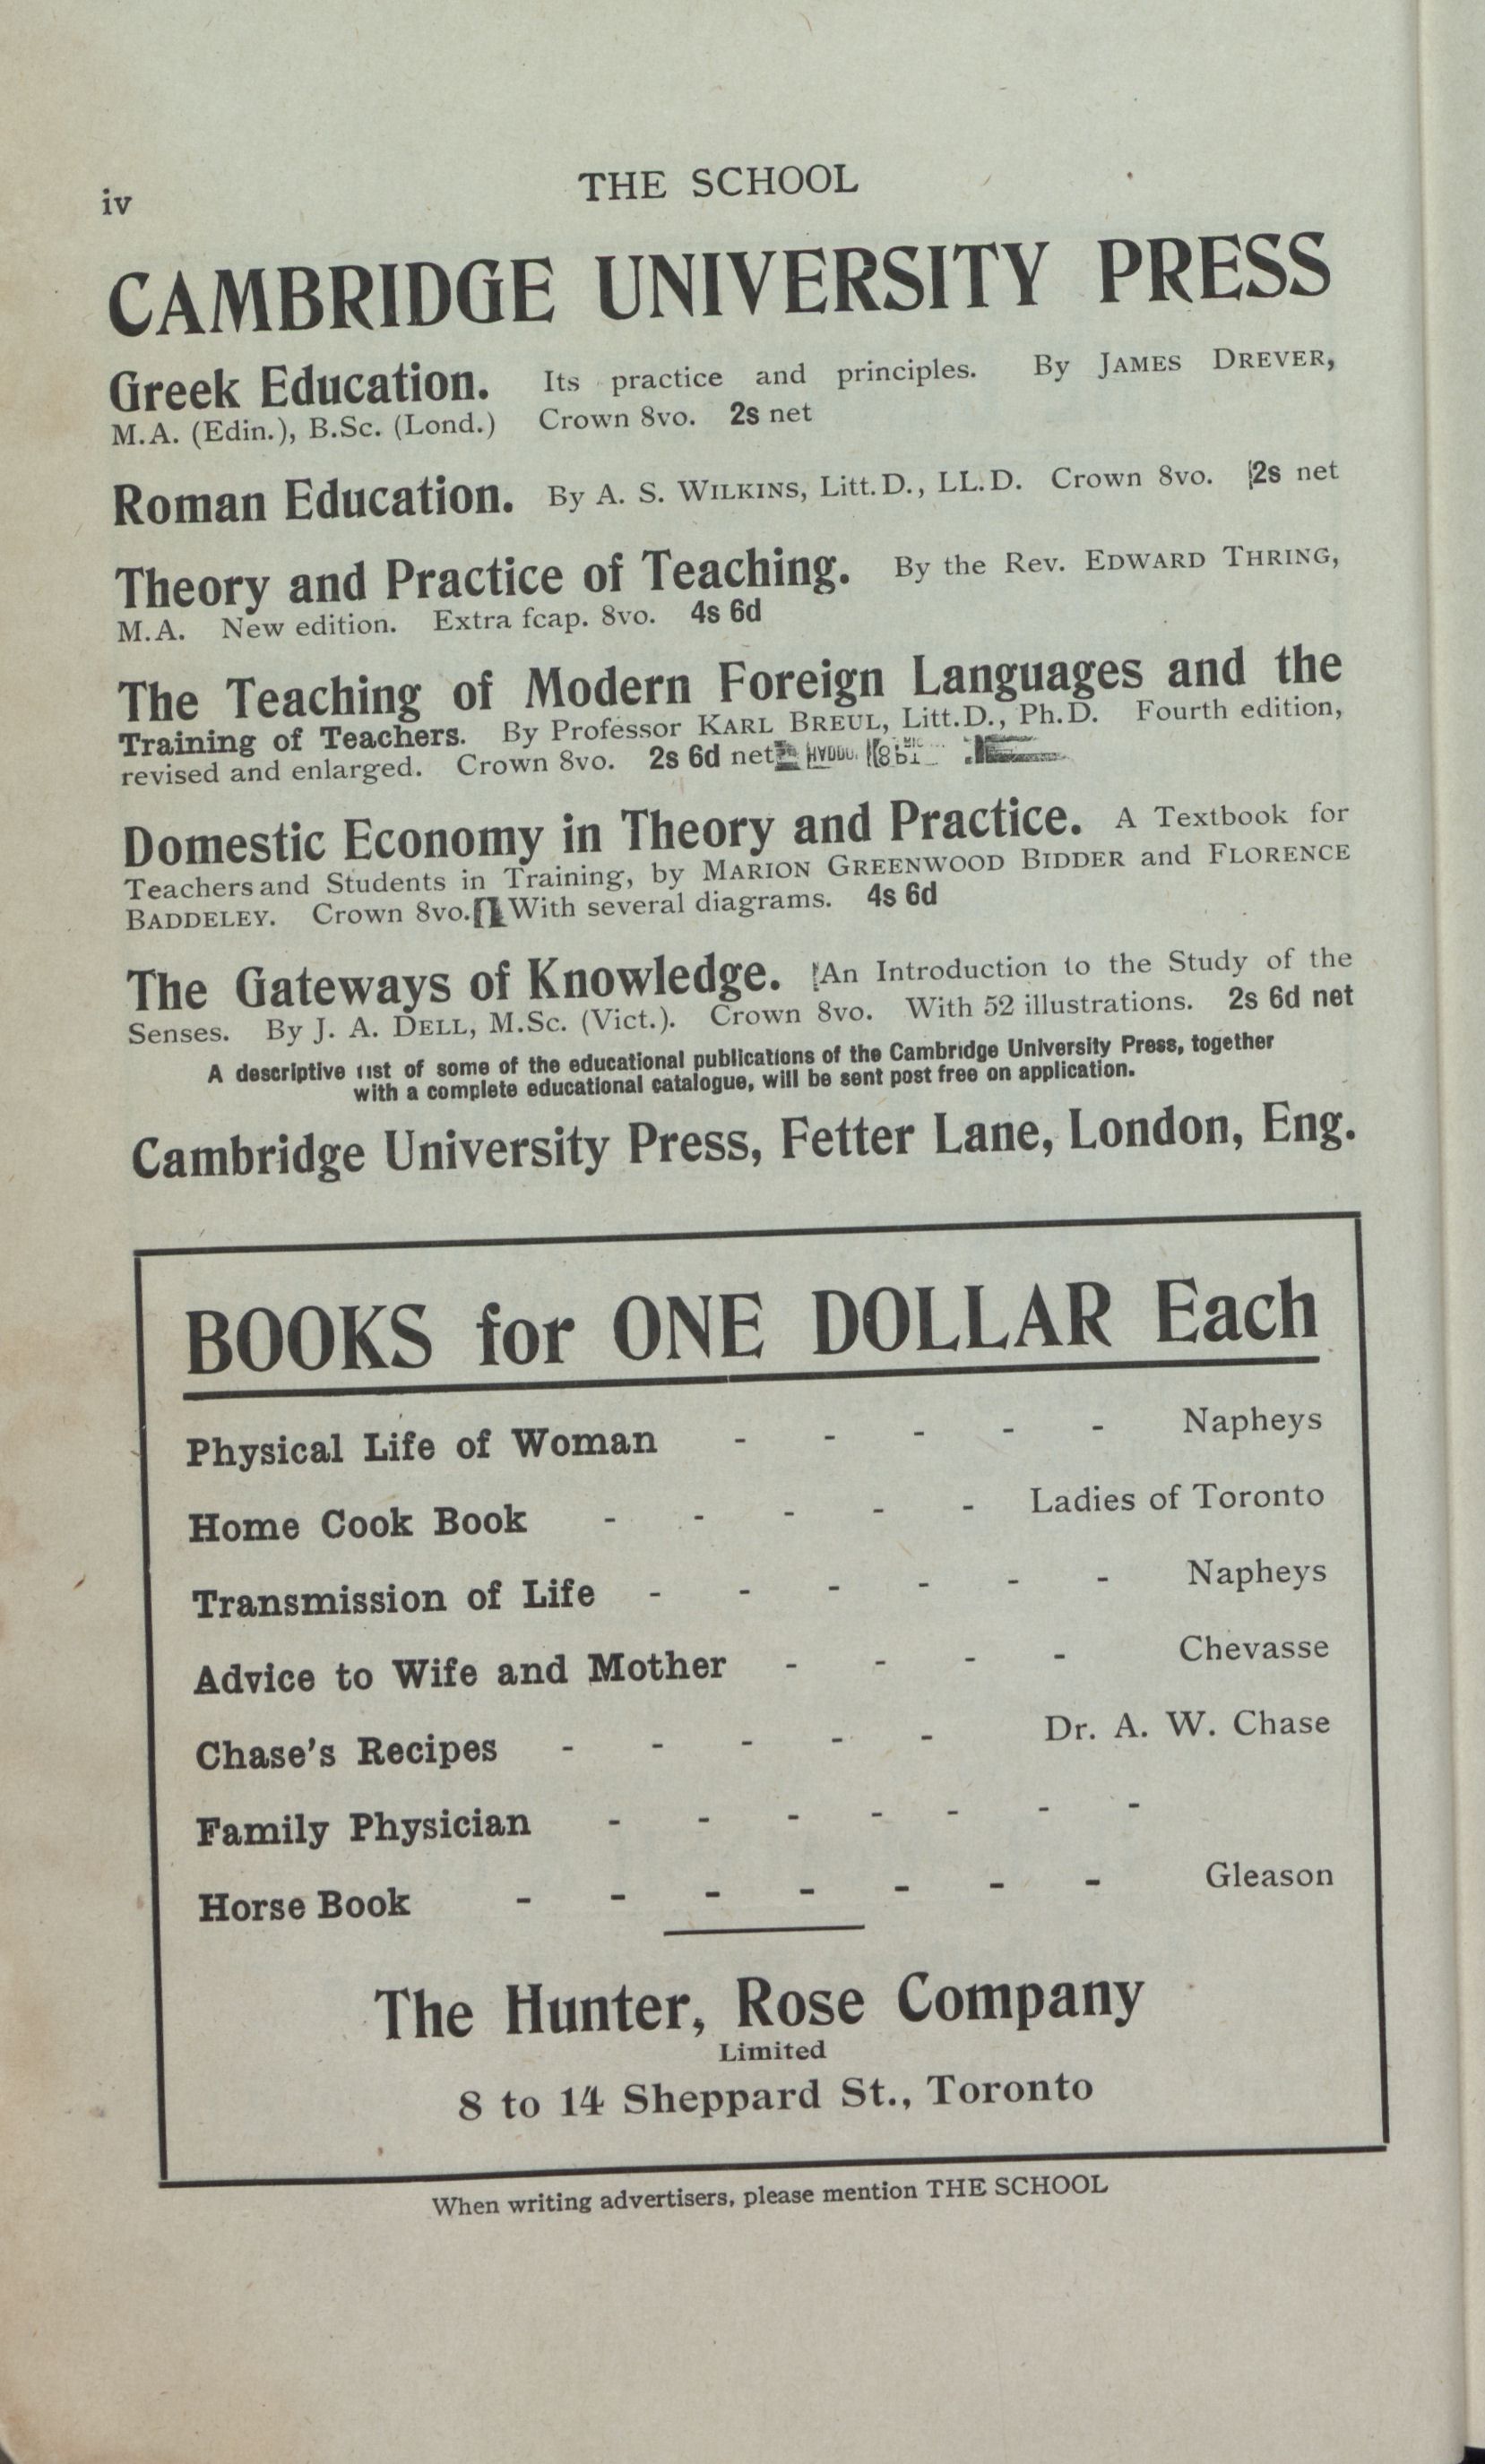 iv
THE SCHOOL
CAMBRIDGE UNIVERSITY PRESS
Greek Education. Its practice and principles. By JAMES DREVER,
M.A. (Edin.), B.Sc. (Lond.) Crown 8vo. 2s net
Roman Education. By A. S. WILKINS, Litt.D., LL.D. Crown 8vo. 2s net
Theory and Practice of Teaching. By the Rev. EDWARD THRING,
M.A. New edition. Extra fcap. 8vo. 4s 6d
The Teaching of Modern Foreign Languages and the
Training of Teachers. By Professor KARL BREUL, Litt.D., Ph.D. Fourth edition,
revised and enlarged. Crown 8vo. 2s 6d net
Domestic Economy in Theory and Practice. A Textbook for
Teachers and Students in Training, by MARION GREENWOOD BIDDER and FLORENCE
BADDELEY. Crown 8vo. With several diagrams. 4s 6d
The Gateways of Knowledge. An Introduction to the Study of the
Senses. By J. A. DELL, M.Sc. (Vict.). Crown 8vo. With 52 illustrations. 2s 6d net
A descriptive list of some of the educational publications of the Cambridge University Press, together
with a complete educational catalogue, will be sent post free on application.
Cambridge University Press, Fetter Lane, London, Eng.
BOOKS for ONE DOLLAR Each
Physical Life of Woman - - - - - Napheys
Home Cook Book - - - - - Ladies of Toronto
Transmission of Life - - - - - - Napheys
Advice to Wife and Mother - - - - Chevasse
Chase's Recipes - - - - - Dr. A. W. Chase
Family Physician - - - - - - -
Horse Book - - - - - - - Gleason
The Hunter, Rose Company
Limited
8 to 14 Sheppard St., Toronto
When writing advertisers, please mention THE SCHOOL